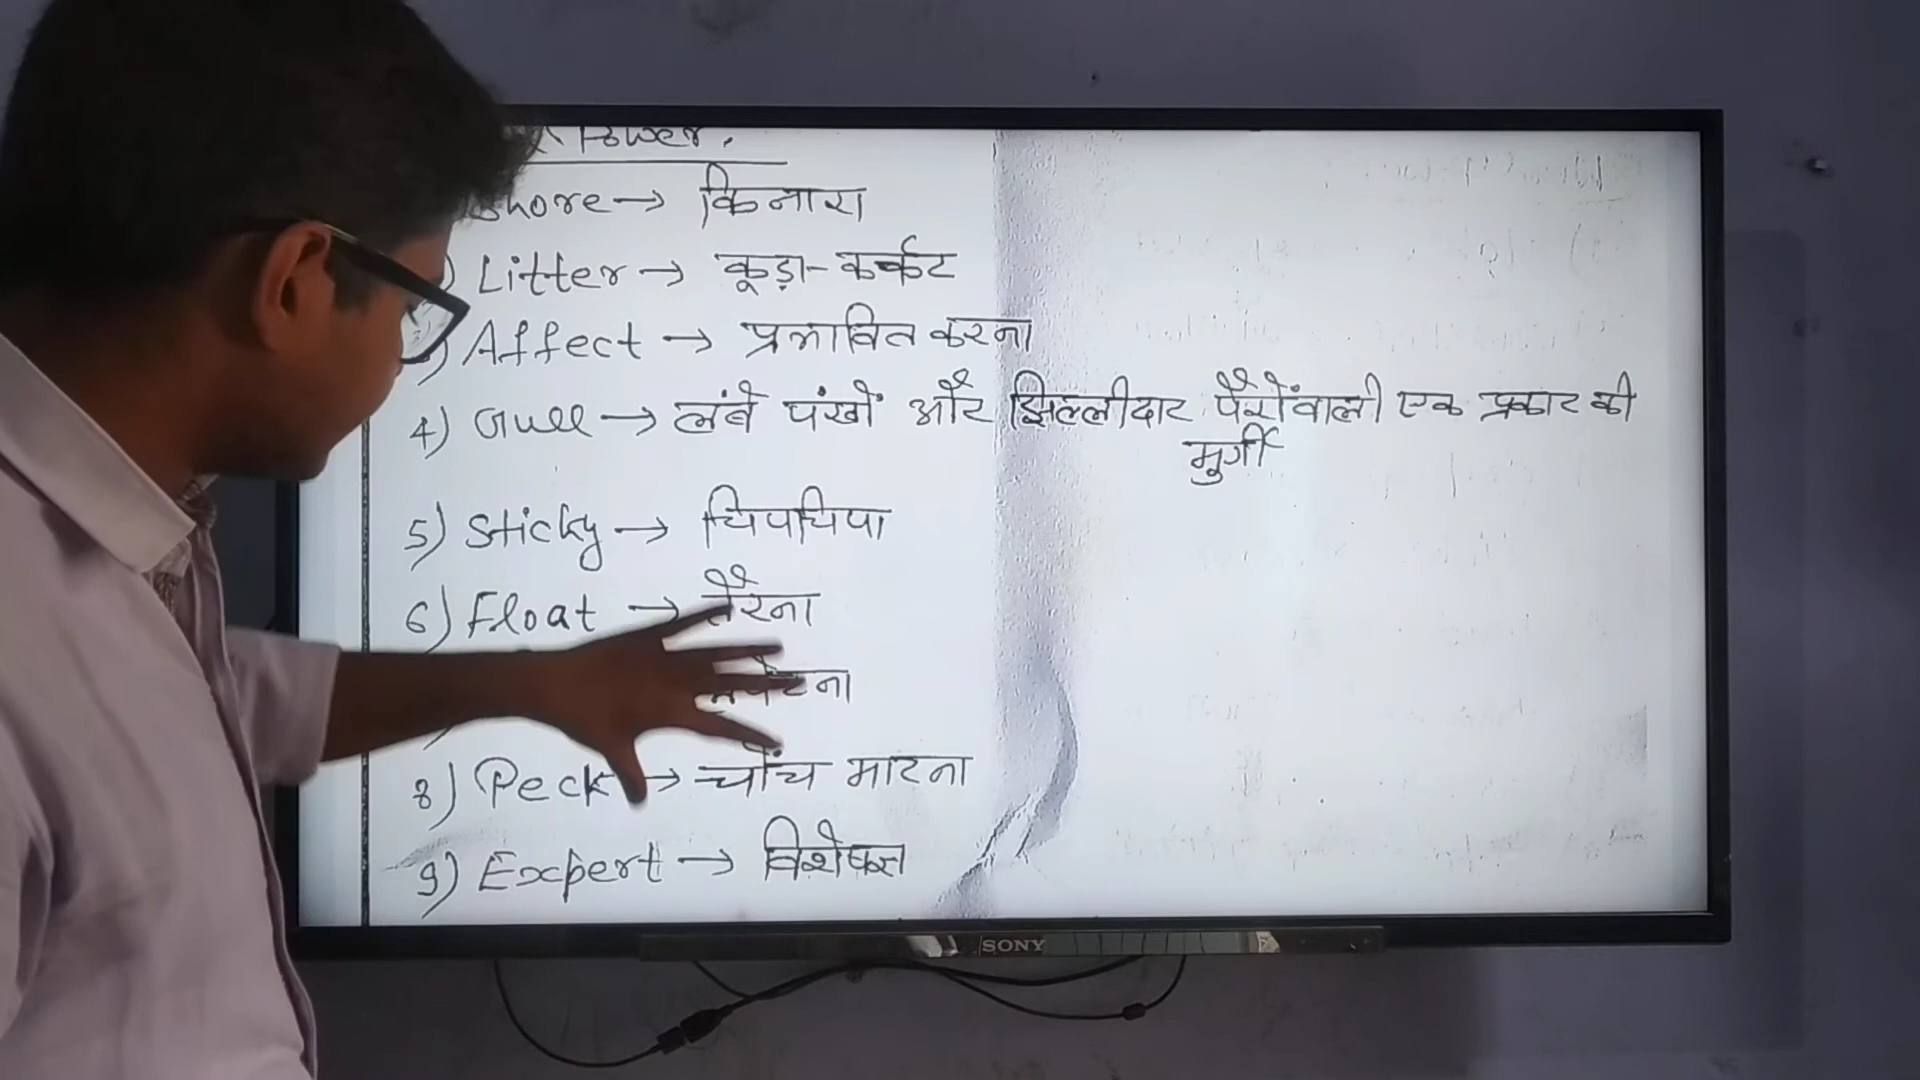 Power.
Shore → किनारा
) Litter → कूड़ा-कर्कट
) Affect → प्रभावित करना
4) Gull → लंबे पंखों और झिल्लीदार पैरोंवाली एक प्रकार की
मुर्गी
5) Sticky → चिपचिपा
6) Float → तैरना
8) Peck → चोंच मारना
9) Expert → विशेषज्ञ
SONY